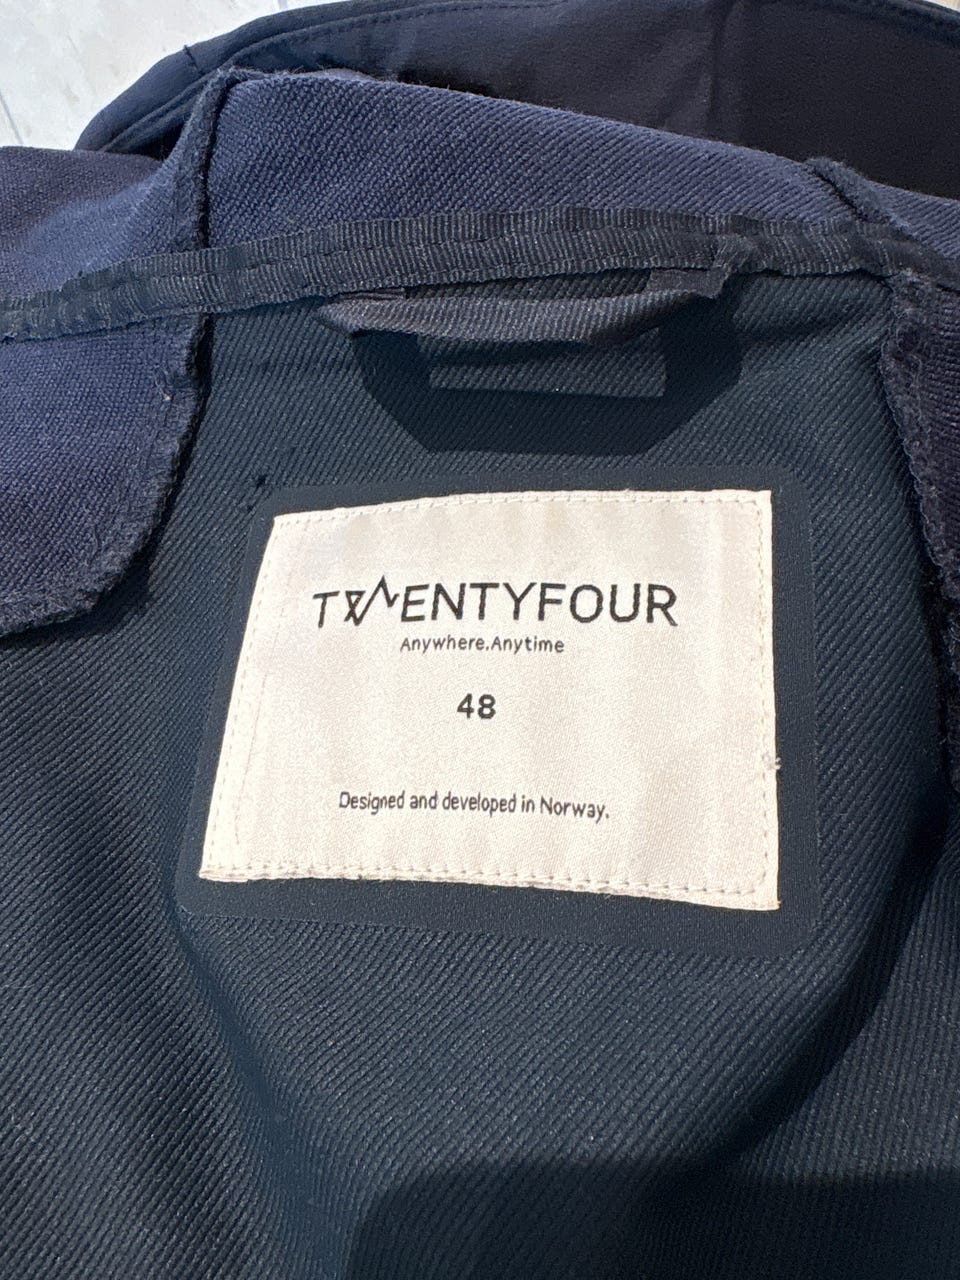 TWENTYFOUR
Anywhere.Anytime
48
Designed and developed in Norway.